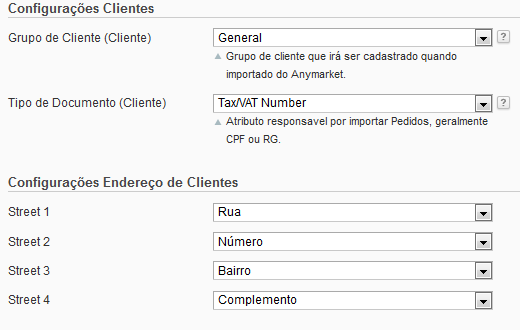 Configurações Clientes
Grupo de Cliente (Cliente) General ?
Grupo de cliente que irá ser cadastrado quando
importado do Anymarket.
Tipo de Documento (Cliente) Tax/VAT Number ?
Atributo responsavel por importar Pedidos, geralmente
CPF ou RG.
Configurações Endereço de Clientes
Street 1 Rua
Street 2 Número
Street 3 Bairro
Street 4 Complemento